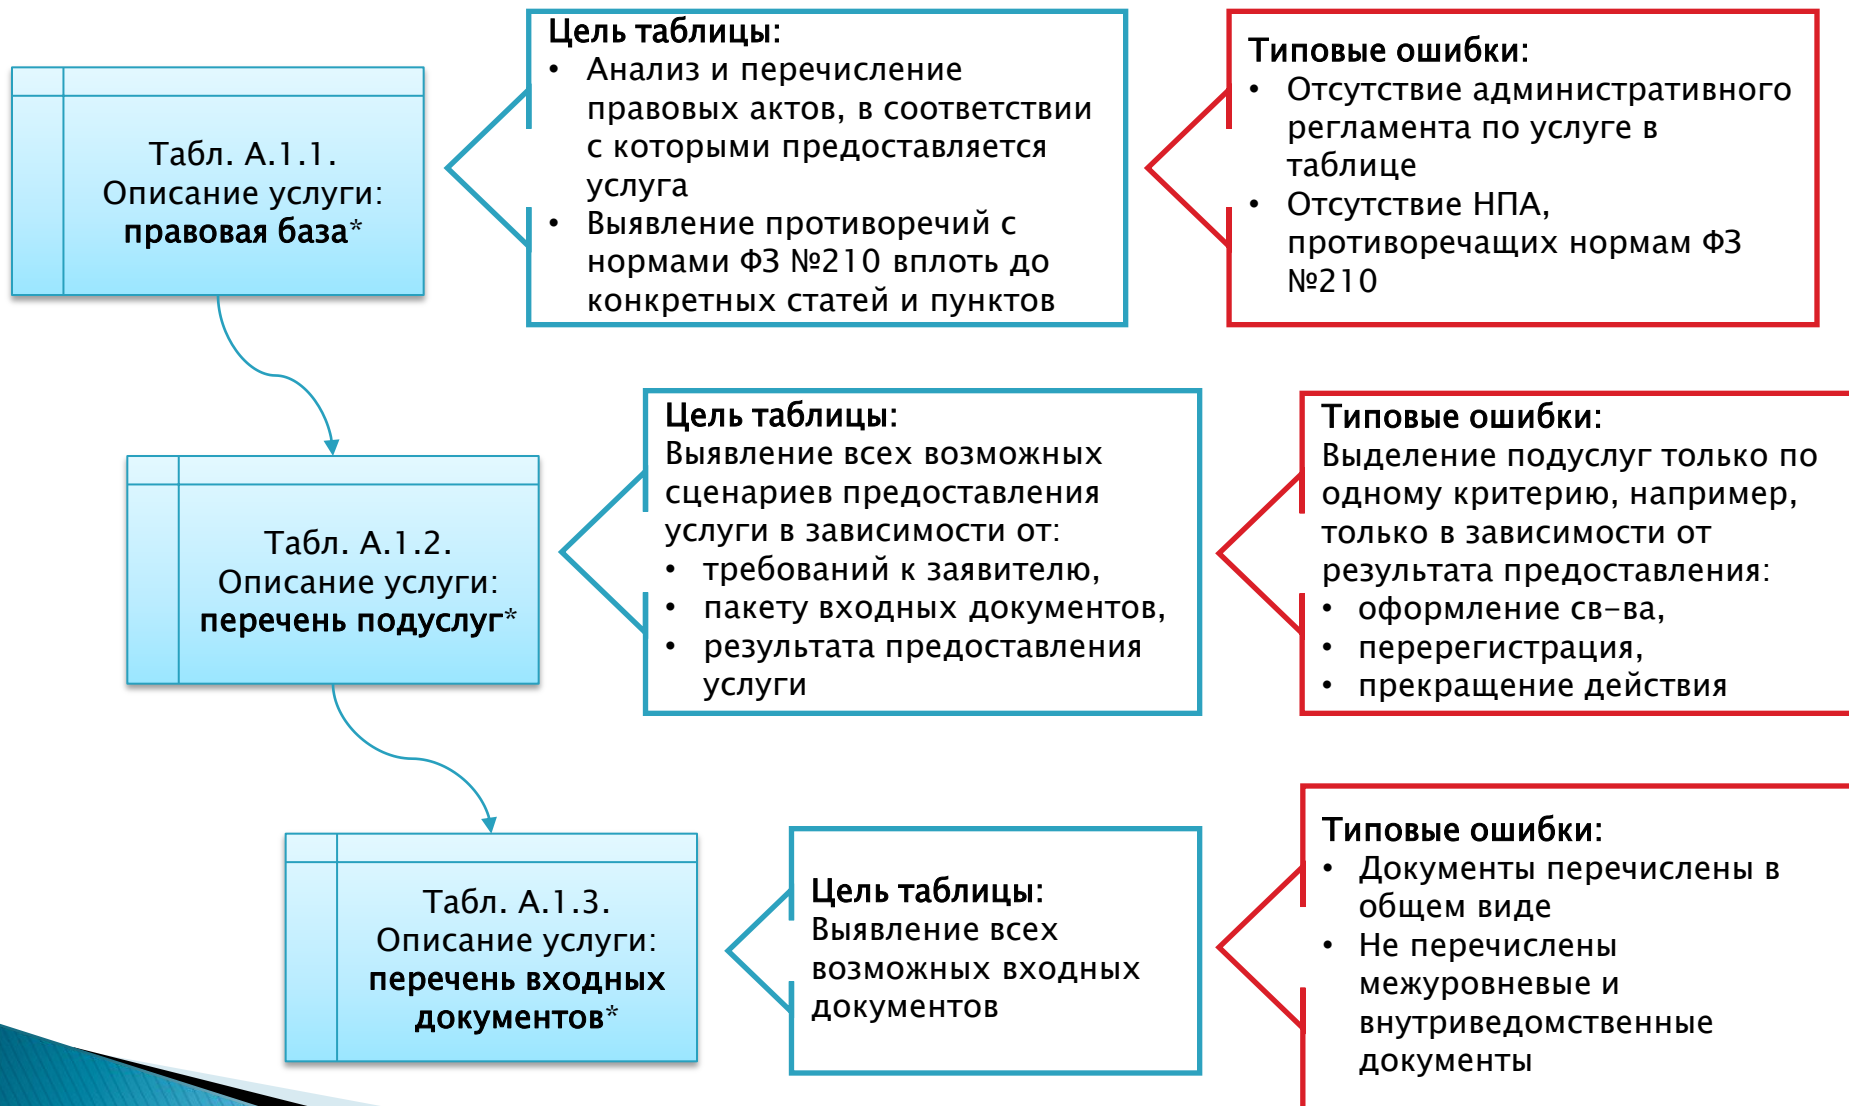 Табл. А.1.1.
Описание услуги:
правовая база*
Цель таблицы:
• Анализ и перечисление
правовых актов, в соответствии
с которыми предоставляется
услуга
• Выявление противоречий с
нормами ФЗ №210 вплоть до
конкретных статей и пунктов
Типовые ошибки:
• Отсутствие административного
регламента по услуге в
таблице
• Отсутствие НПА,
противоречащих нормам ФЗ
№210
Табл. А.1.2.
Описание услуги:
перечень подуслуг*
Цель таблицы:
Выявление всех возможных
сценариев предоставления
услуги в зависимости от:
• требований к заявителю,
• пакету входных документов,
• результата предоставления
услуги
Типовые ошибки:
Выделение подуслуг только по
одному критерию, например,
только в зависимости от
результата предоставления:
• оформление св-ва,
• перерегистрация,
• прекращение действия
Табл. А.1.3.
Описание услуги:
перечень входных
документов*
Цель таблицы:
Выявление всех
возможных входных
документов
Типовые ошибки:
• Документы перечислены в
общем виде
• Не перечислены
межуровневые и
внутриведомственные
документы